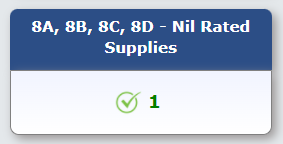 8A, 8B, 8C, 8D - Nil Rated
Supplies
1